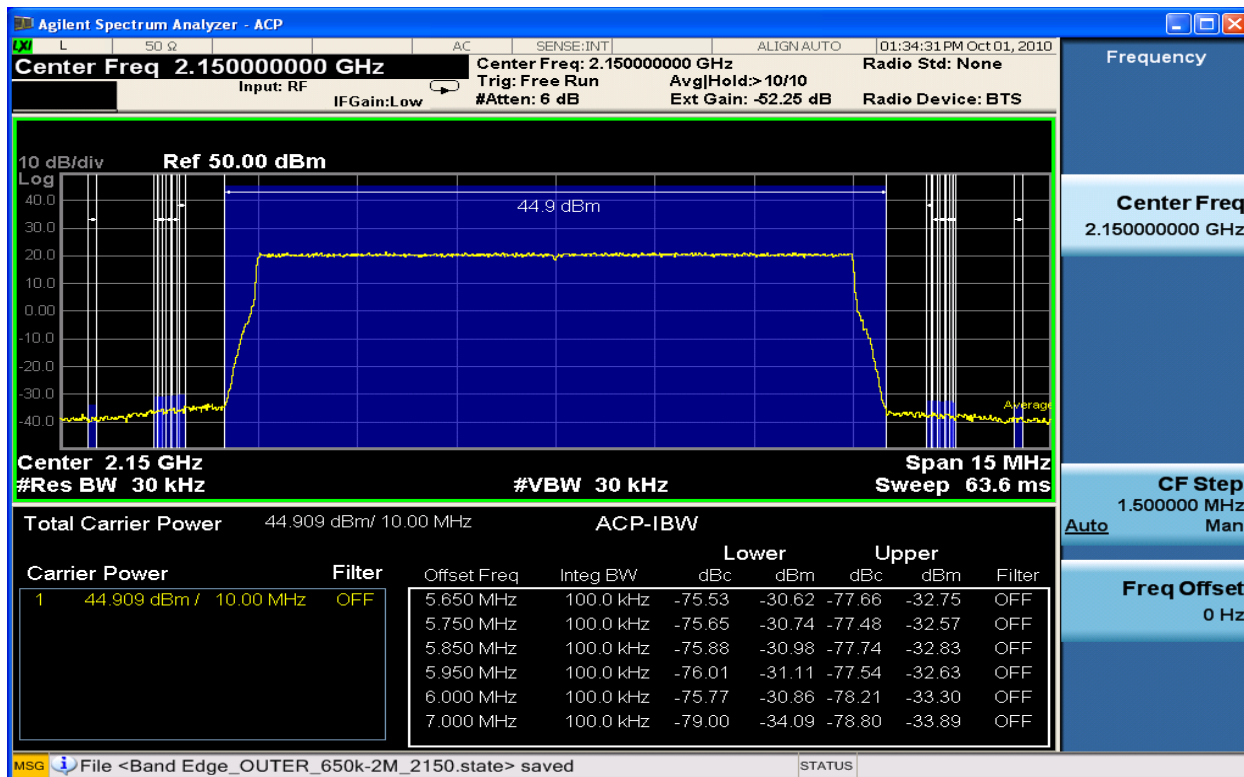 Agilent Spectrum Analyzer - ACP
LXI L 50 Ω AC SENSE:INT ALIGN AUTO 01:34:31 PM Oct 01, 2010
Center Freq 2.150000000 GHz
Input: RF
IFGain:Low
Center Freq: 2.150000000 GHz
Trig: Free Run
#Atten: 6 dB
Avg|Hold:>10/10
Ext Gain: -52.25 dB
Radio Std: None
Radio Device: BTS
10 dB/div Ref 50.00 dBm
Log
40.0
30.0
20.0
10.0
0.00
-10.0
-20.0
-30.0
-40.0
44.9 dBm
Average
Center 2.15 GHz Span 15 MHz
#Res BW 30 kHz #VBW 30 kHz Sweep 63.6 ms
Total Carrier Power 44.909 dBm/ 10.00 MHz ACP-IBW
Carrier Power Filter
1 44.909 dBm / 10.00 MHz OFF
Lower Upper
Offset Freq Integ BW dBc dBm dBc dBm Filter
5.650 MHz 100.0 kHz -75.53 -30.62 -77.66 -32.75 OFF
5.750 MHz 100.0 kHz -75.65 -30.74 -77.48 -32.57 OFF
5.850 MHz 100.0 kHz -75.88 -30.98 -77.74 -32.83 OFF
5.950 MHz 100.0 kHz -76.01 -31.11 -77.54 -32.63 OFF
6.000 MHz 100.0 kHz -75.77 -30.86 -78.21 -33.30 OFF
7.000 MHz 100.0 kHz -79.00 -34.09 -78.80 -33.89 OFF
MSG File <Band Edge_OUTER_650k-2M_2150.state> saved STATUS
Frequency
Center Freq
2.150000000 GHz
CF Step
1.500000 MHz
Auto Man
Freq Offset
0 Hz